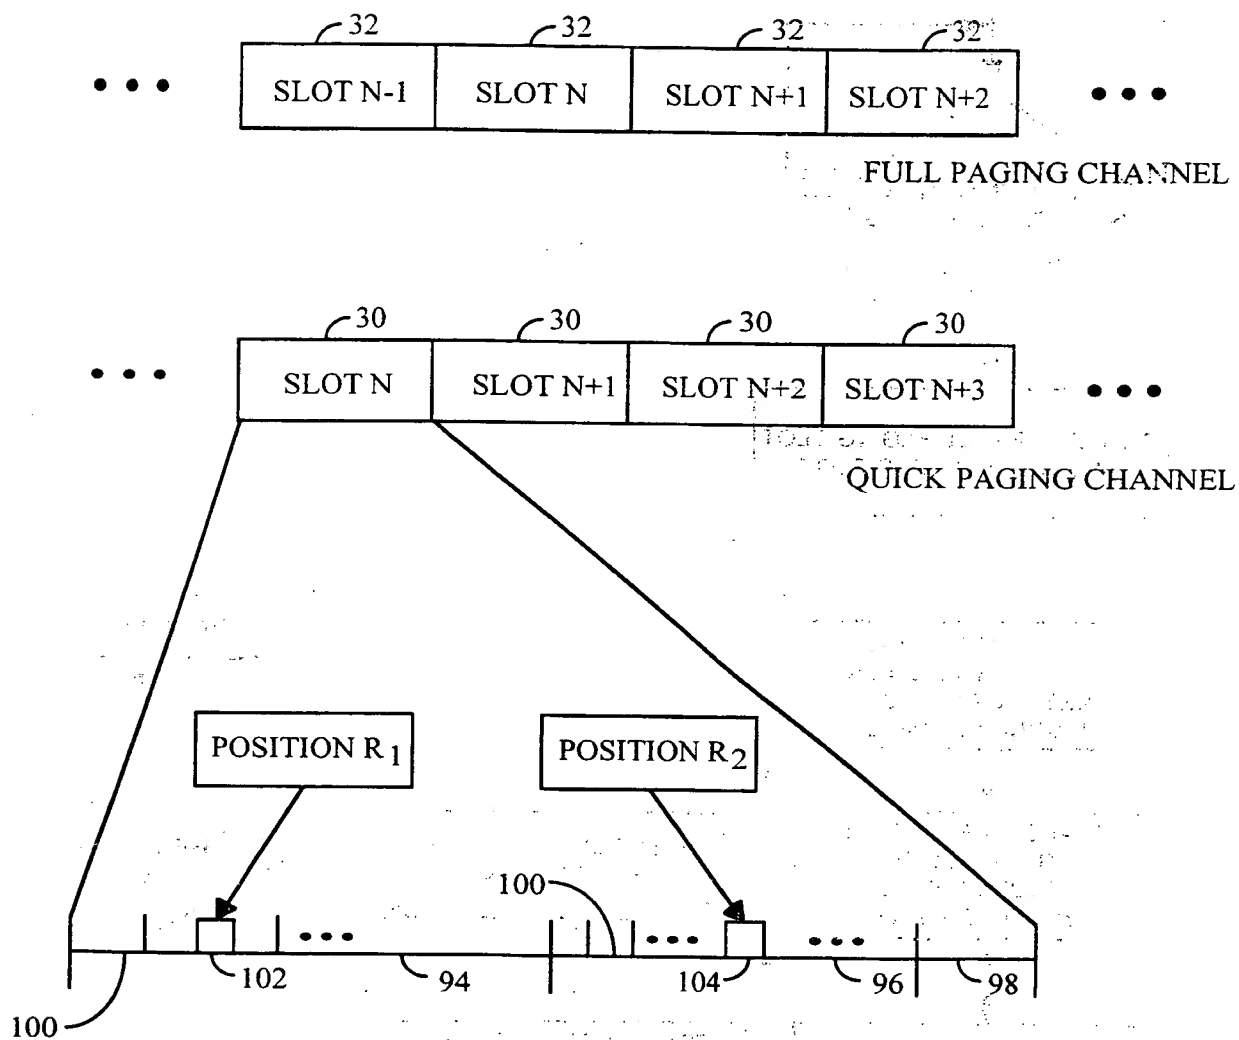 32 32 32 32
SLOT N-1 SLOT N SLOT N+1 SLOT N+2
FULL PAGING CHANNEL
30 30 30 30
SLOT N SLOT N+1 SLOT N+2 SLOT N+3
QUICK PAGING CHANNEL
POSITION R1 POSITION R2
100
102 94 104 96 98
100